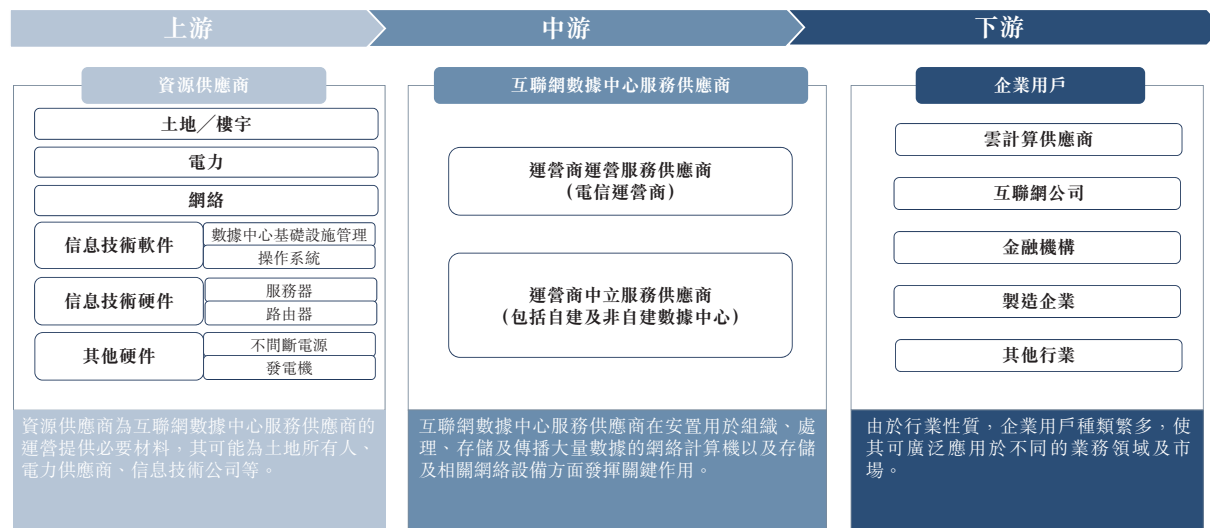 上游
中游
下游
資源供應商
土地／樓宇
電力
網絡
信息技術軟件
數據中心基礎設施管理
操作系統
信息技術硬件
服務器
路由器
其他硬件
不間斷電源
發電機
資源供應商為互聯網數據中心服務供應商的
運營提供必要材料，其可能為土地所有人、
電力供應商、信息技術公司等。
互聯網數據中心服務供應商
運營商運營服務供應商
(電信運營商)
運營商中立服務供應商
(包括自建及非自建數據中心)
互聯網數據中心服務供應商在安置用於組織、處
理、存儲及傳播大量數據的網絡計算機以及存儲
及相關網絡設備方面發揮關鍵作用。
企業用戶
雲計算供應商
互聯網公司
金融機構
製造企業
其他行業
由於行業性質，企業用戶種類繁多，使
其可廣泛應用於不同的業務領域及市
場。